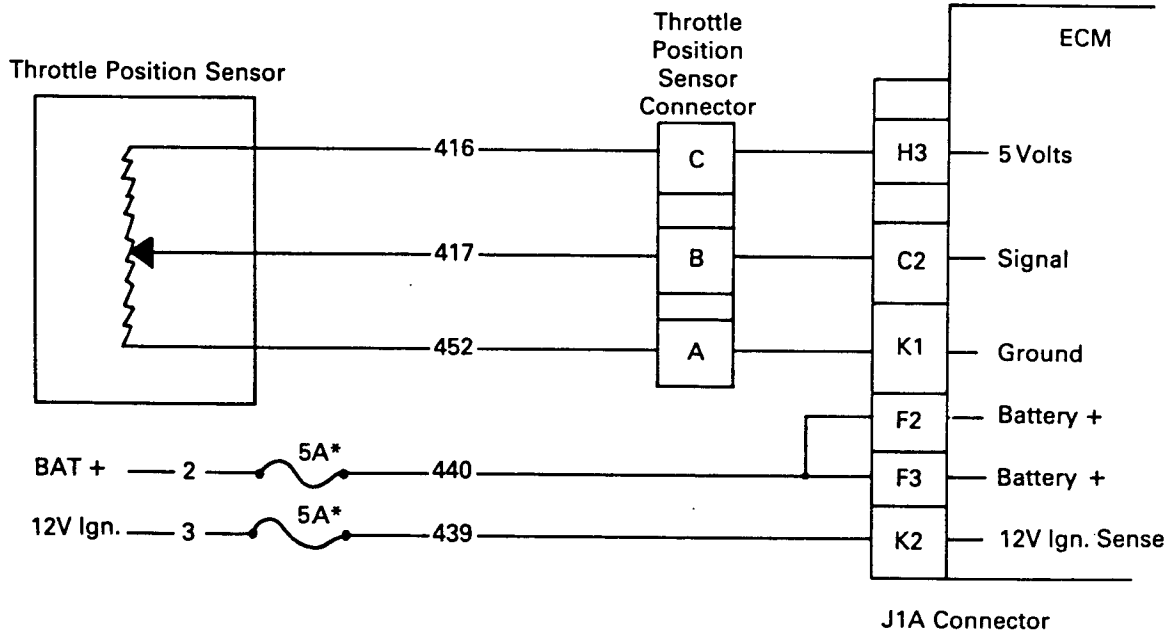 Throttle
Position
Sensor
Connector
ECM
Throttle Position Sensor
416
C
H3
5 Volts
417
B
C2
Signal
452
A
K1
Ground
F2
Battery +
BAT +
2
5A*
440
F3
Battery +
12V Ign.
3
5A*
439
K2
12V Ign. Sense
J1A Connector